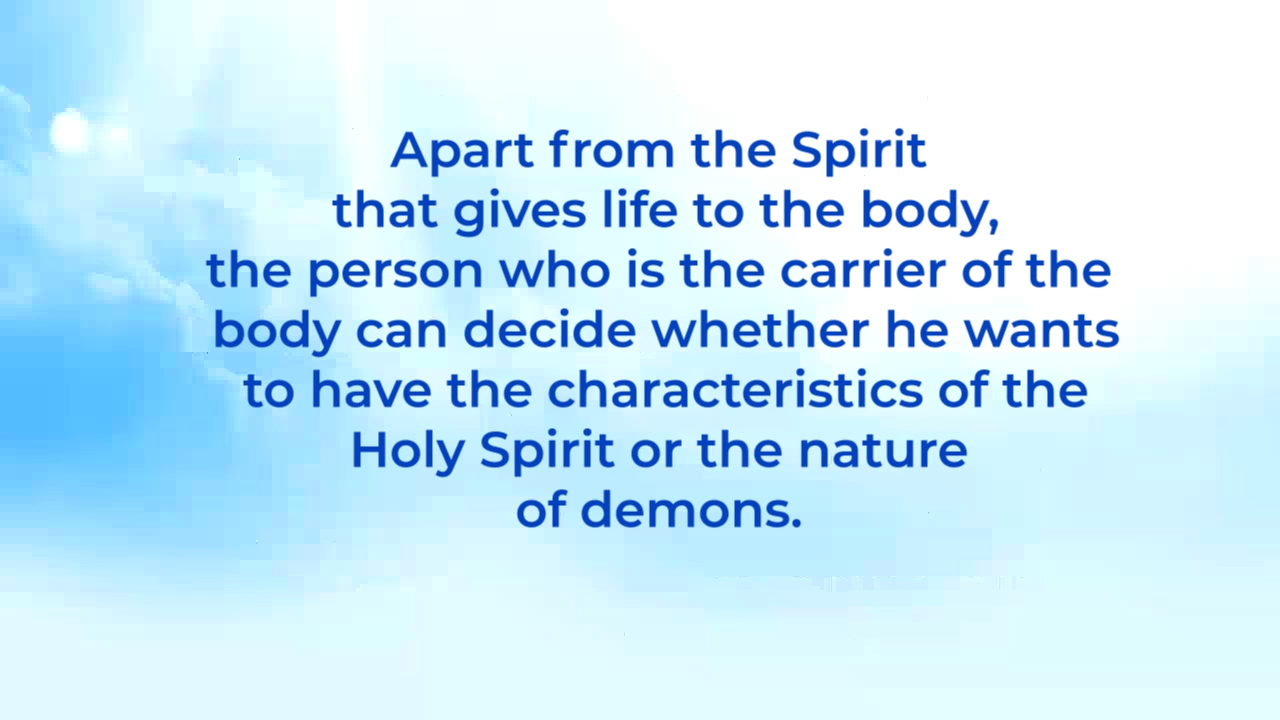 Apart from the Spirit
that gives life to the body,
the person who is the carrier of the
body can decide whether he wants
to have the characteristics of the
Holy Spirit or the nature
of demons.